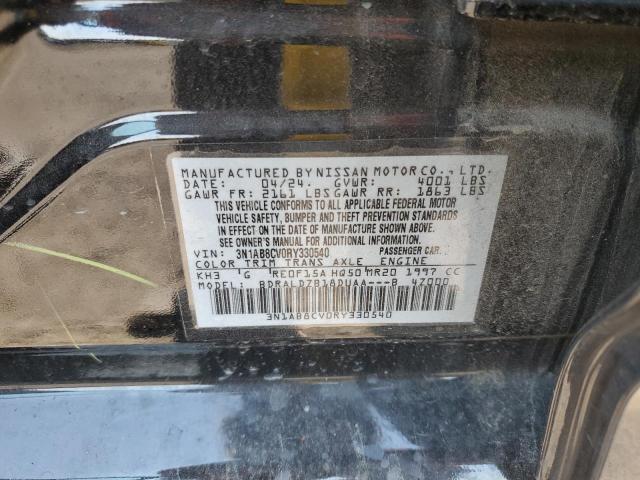 MANUFACTURED BY NISSAN MOTOR CO., LTD.
DATE: 04/24. GVWR: 4001 LBS
GAWR FR: 2161 LBS GAWR RR: 1863 LBS
THIS VEHICLE CONFORMS TO ALL APPLICABLE FEDERAL MOTOR
VEHICLE SAFETY, BUMPER AND THEFT PREVENTION STANDARDS
IN EFFECT ON THE DATE OF MANUFACTURE SHOWN ABOVE.
SEE OWNER'S MANUAL
VIN: 3N1AB8CV0RY330540 PASSENGER CAR
COLOR TRIM TRANS AXLE ENGINE
KH3 G RE0F15A HQ50 MR20 1997 CC
MODEL: BDRALDZB18DUAA---B 47000
3N1AB8CV0RY330540